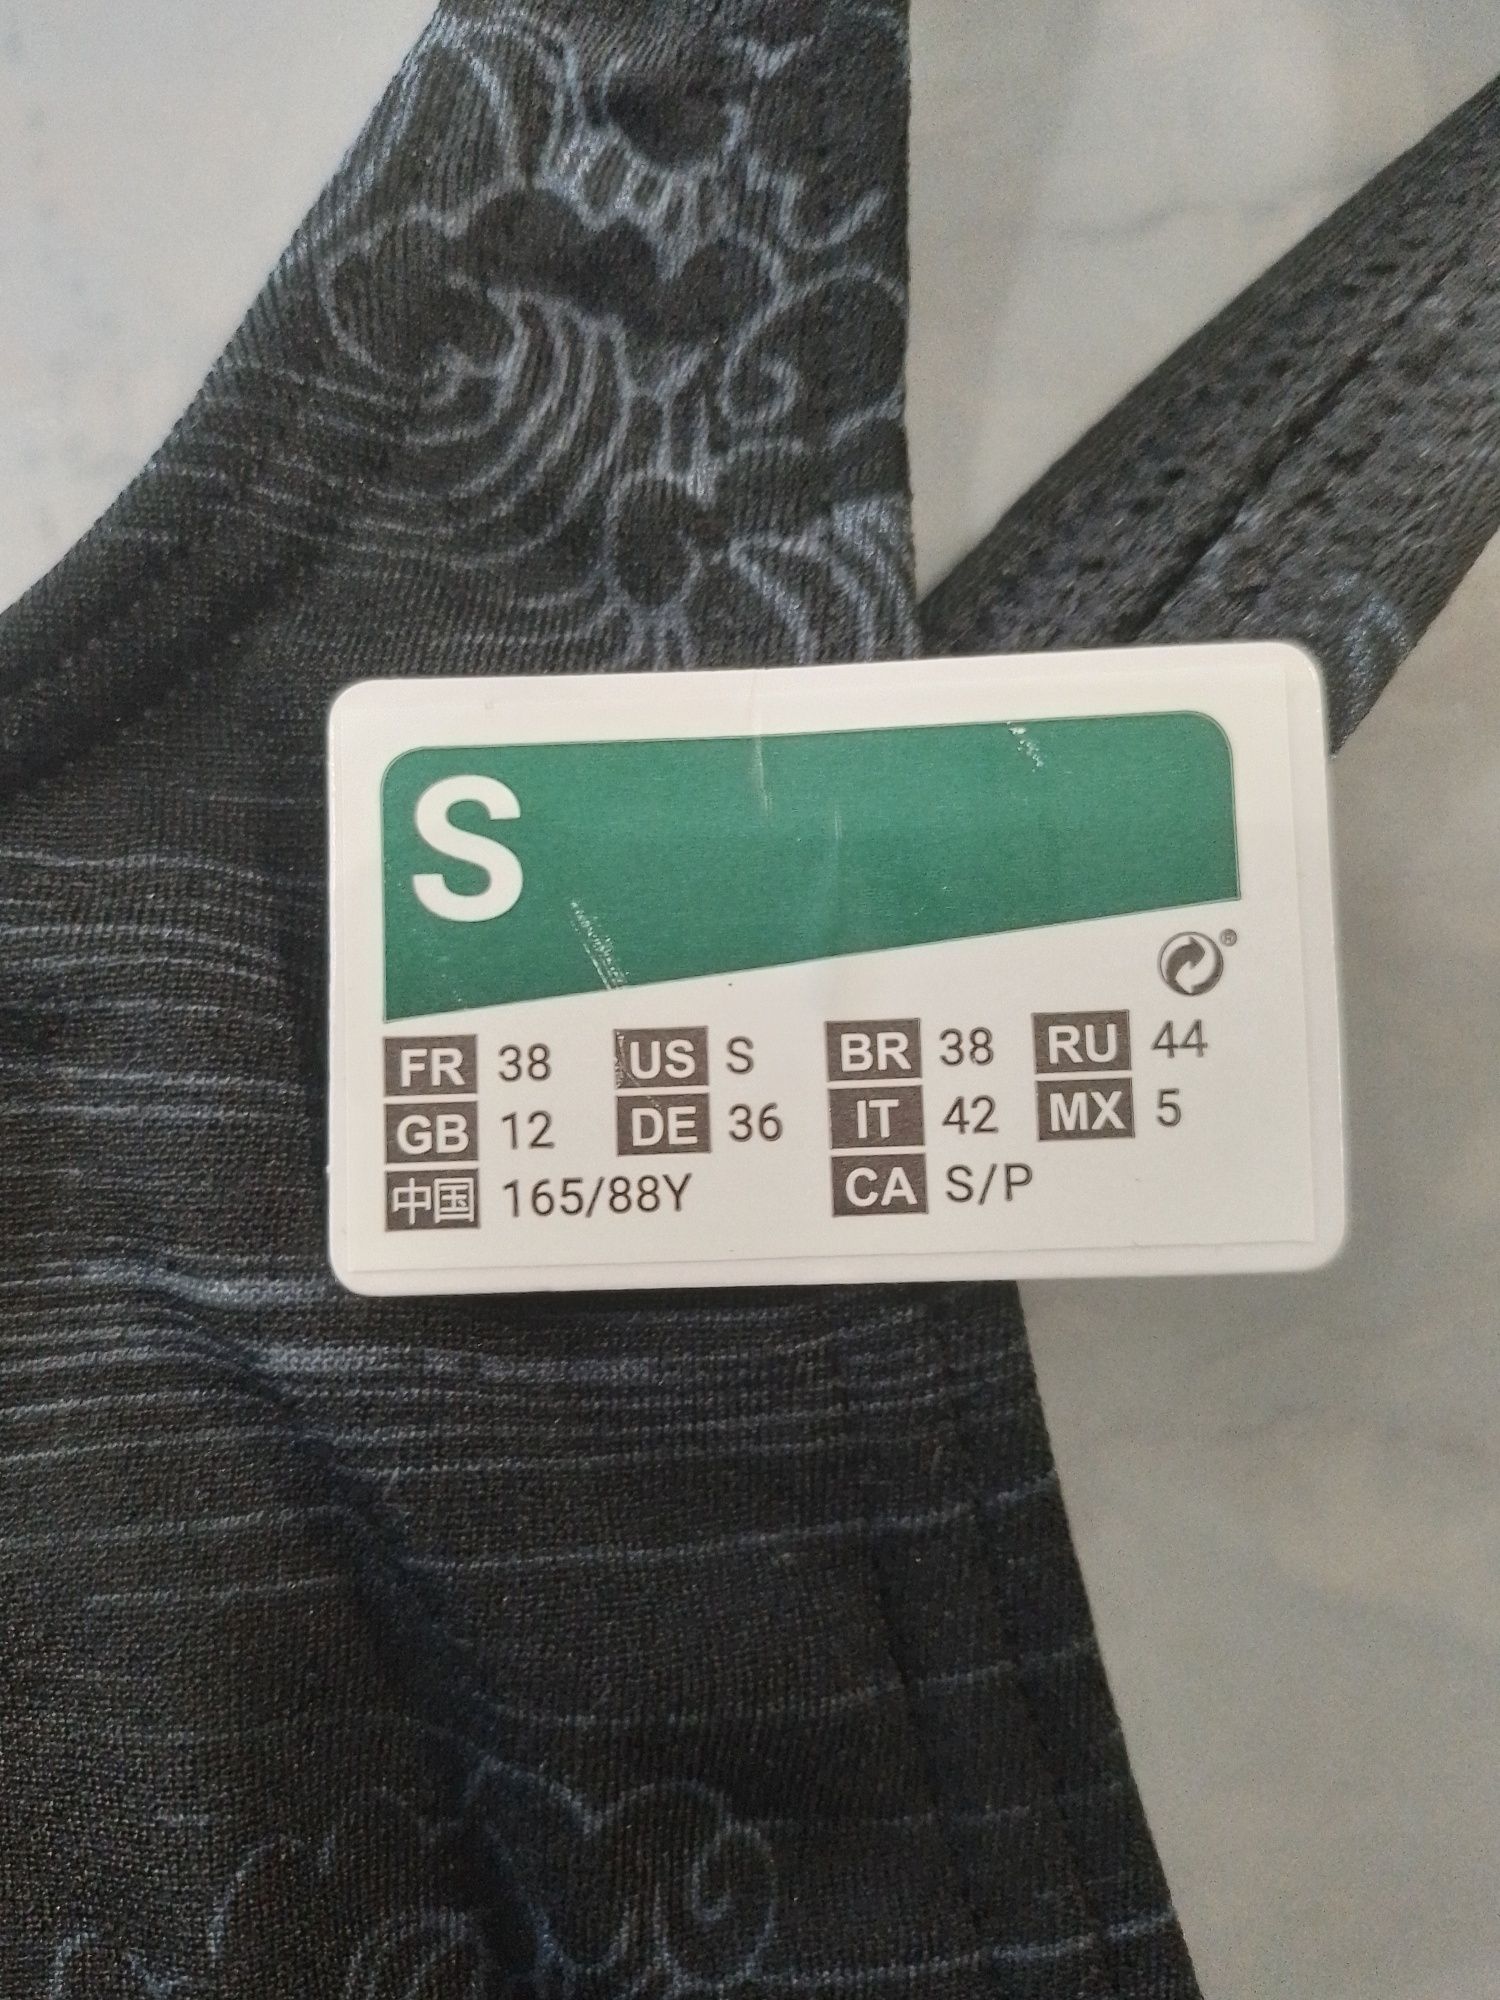 S
®
FR 38 US S BR 38 RU 44
GB 12 DE 36 IT 42 MX 5
中国 165/88Y CA S/P